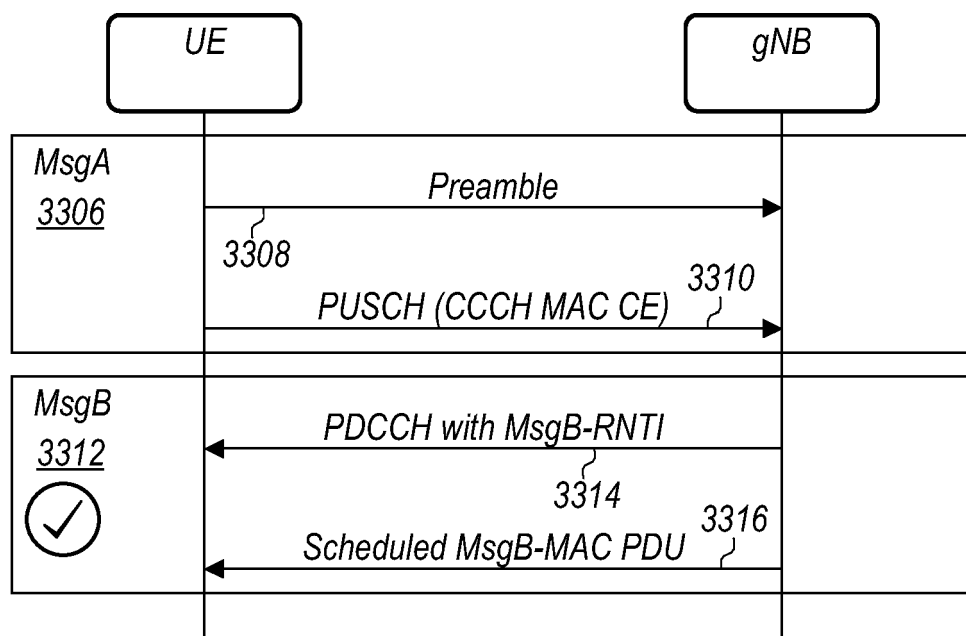 UE
gNB
MsgA
3306
Preamble
3308
3310
PUSCH (CCCH MAC CE)
MsgB
3312
PDCCH with MsgB-RNTI
3314
3316
Scheduled MsgB-MAC PDU